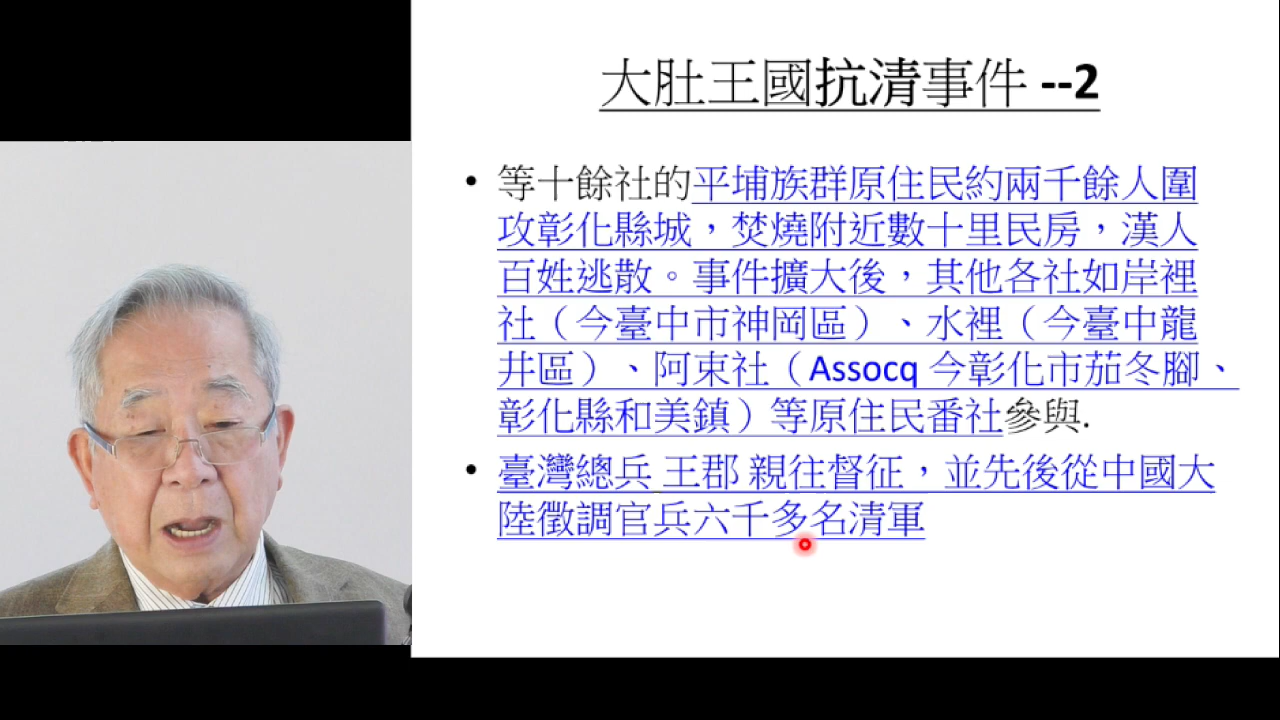 大肚王國抗清事件 --2
• 等十餘社的平埔族群原住民約兩千餘人圍
攻彰化縣城，焚燒附近數十里民房，漢人
百姓逃散。事件擴大後，其他各社如岸裡
社（今臺中市神岡區）、水裡（今臺中龍
井區）、阿束社（Assocq 今彰化市茄冬腳、
彰化縣和美鎮）等原住民番社參與.
• 臺灣總兵 王郡 親往督征，並先後從中國大
陸徵調官兵六千多名清軍